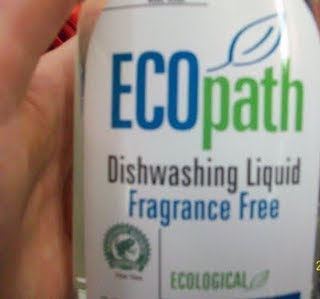 ECOpath
Dishwashing Liquid
Fragrance Free
ECOLOGICAL